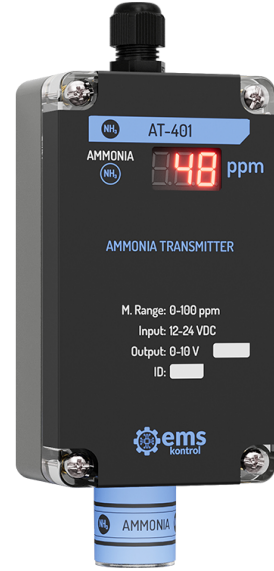 NH₃ AT-401
AMMONIA
48 ppm
NH₃
AMMONIA TRANSMITTER
M. Range: 0-100 ppm
Input: 12-24 VDC
Output: 0-10 V
ID:
ems
kontrol
NH₃ AMMONIA